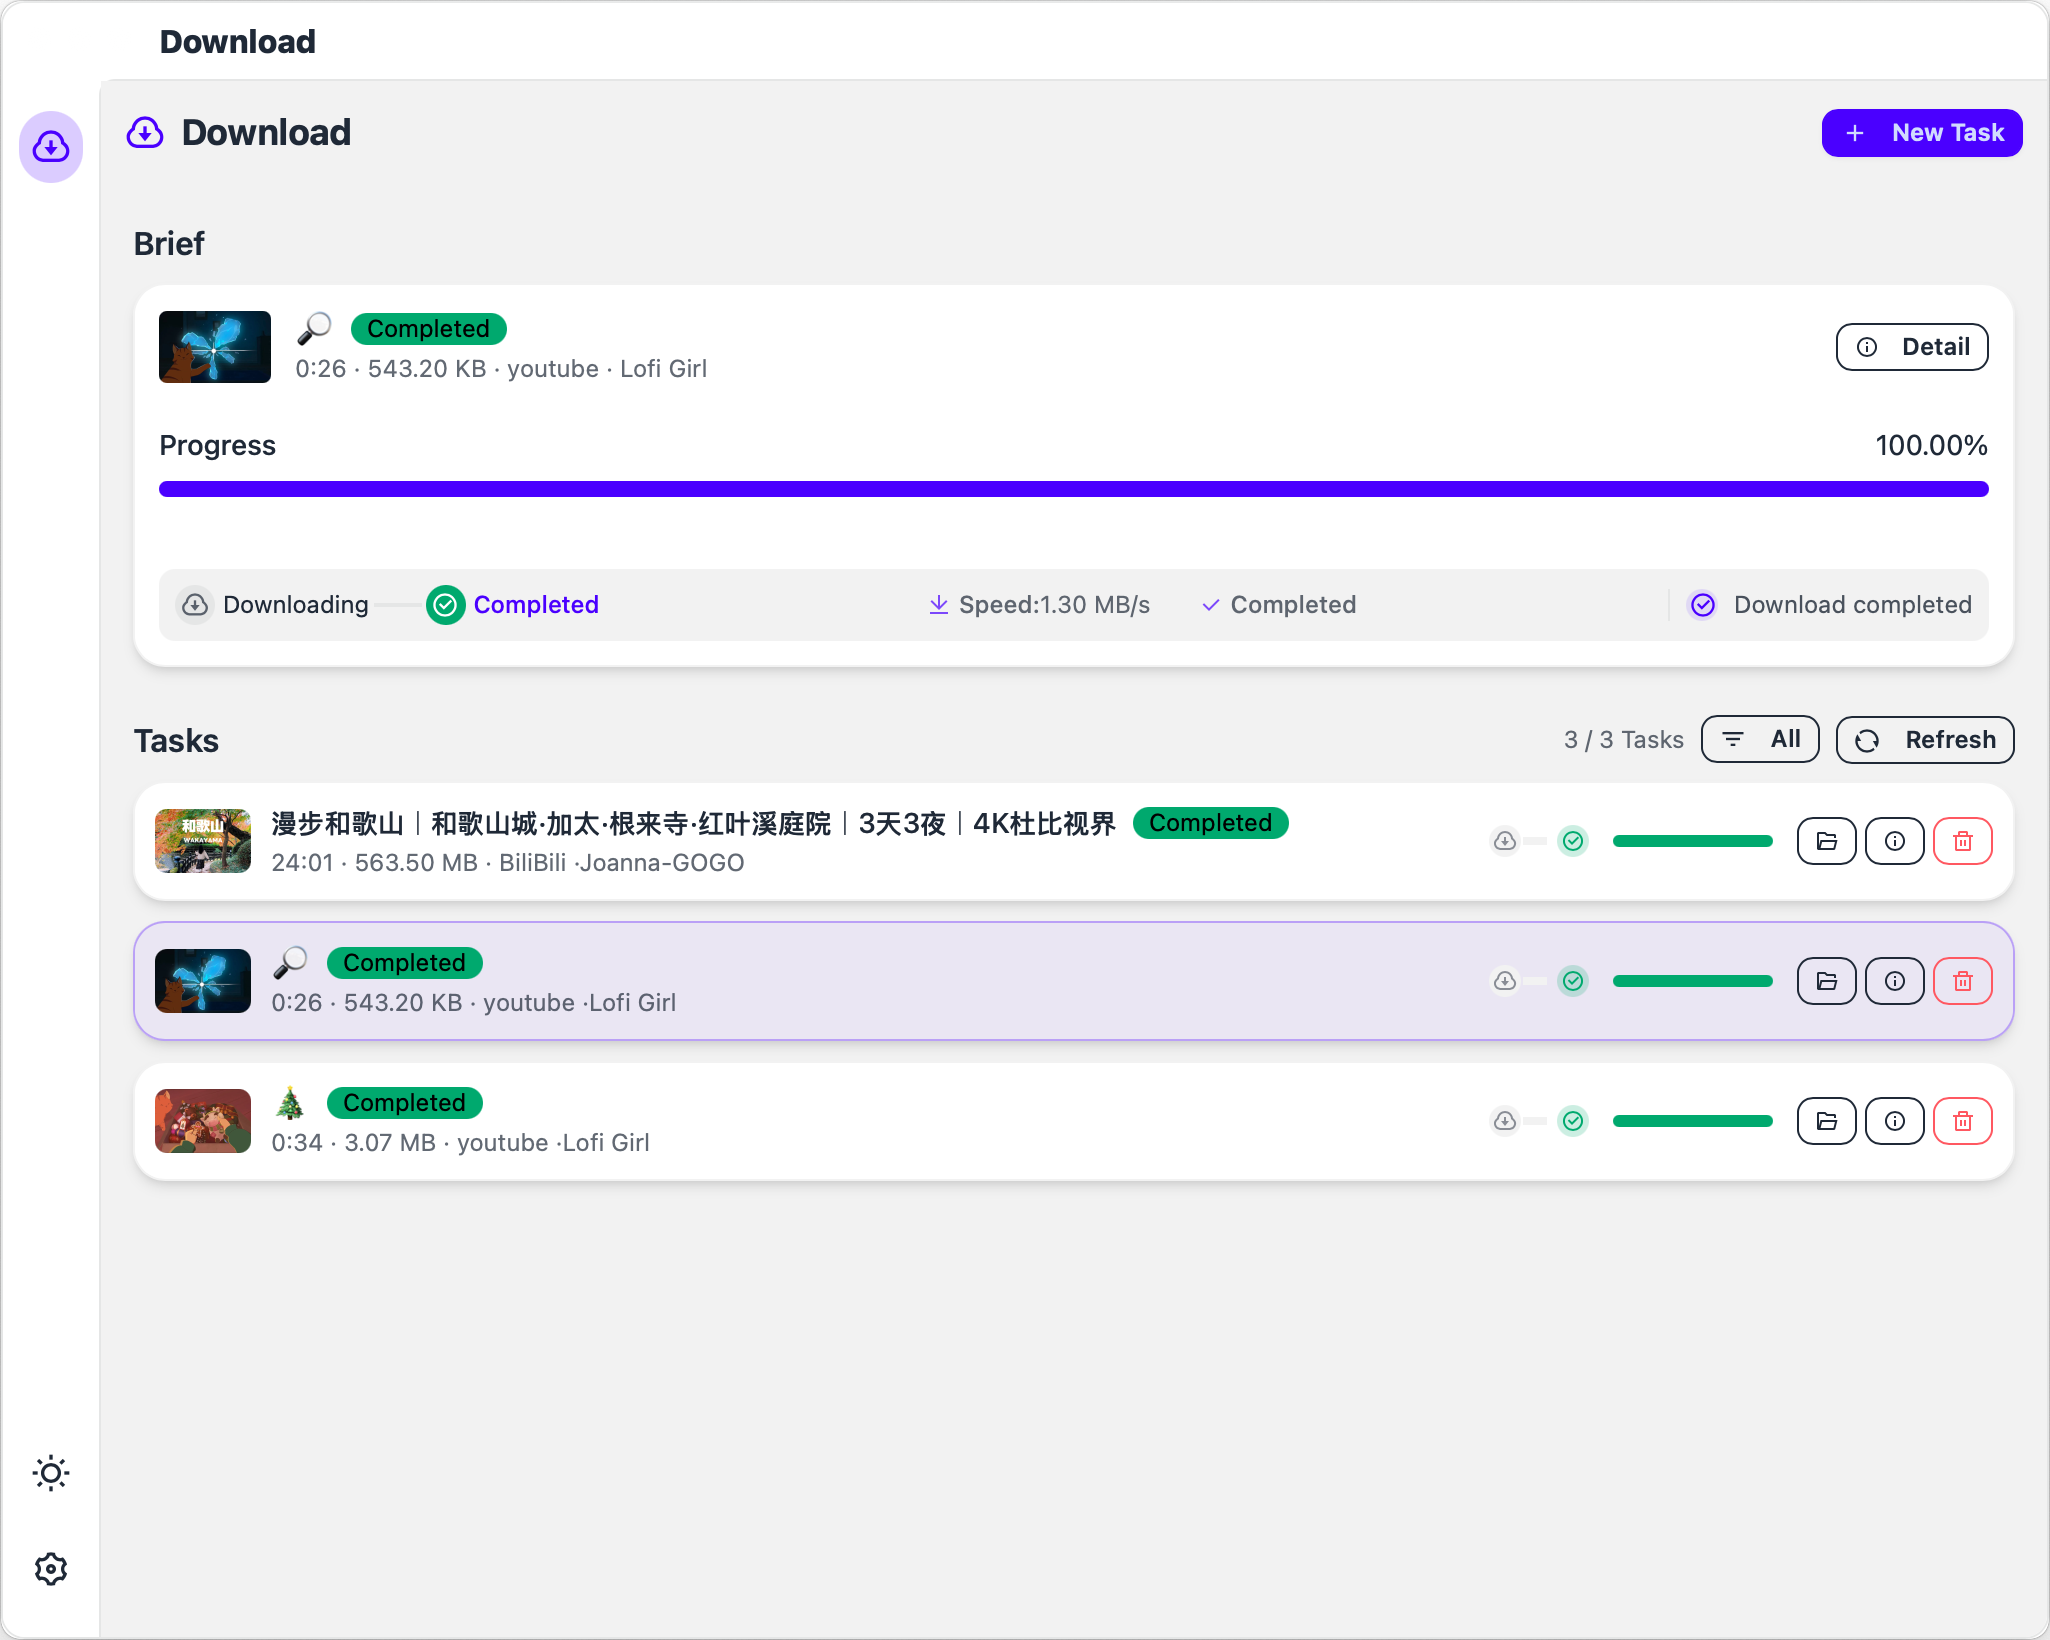 Download
Download
New Task
Brief
Completed
0:26 · 543.20 KB · youtube · Lofi Girl
Detail
Progress
100.00%
Downloading
Completed
Speed:1.30 MB/s
Completed
Download completed
Tasks
3 / 3 Tasks
All
Refresh
和歌山
WAKAYAMA
漫步和歌山｜和歌山城·加太·根来寺·红叶溪庭院｜3天3夜｜4K杜比视界
Completed
24:01 · 563.50 MB · BiliBili ·Joanna-GOGO
Completed
0:26 · 543.20 KB · youtube ·Lofi Girl
Completed
0:34 · 3.07 MB · youtube ·Lofi Girl